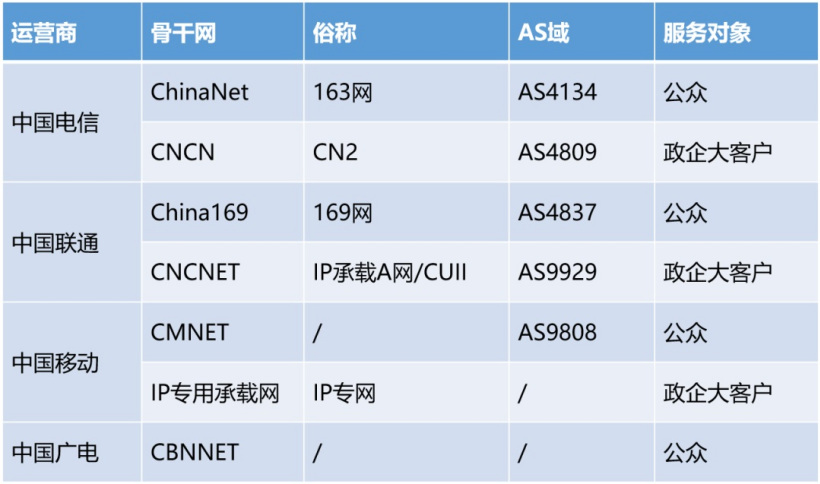 运营商 骨干网 俗称 AS域 服务对象
中国电信 ChinaNet 163网 AS4134 公众
CNCN CN2 AS4809 政企大客户
中国联通 China169 169网 AS4837 公众
CNCNET IP承载A网/CUII AS9929 政企大客户
中国移动 CMNET / AS9808 公众
IP专用承载网 IP专网 / 政企大客户
中国广电 CBNNET / / 公众